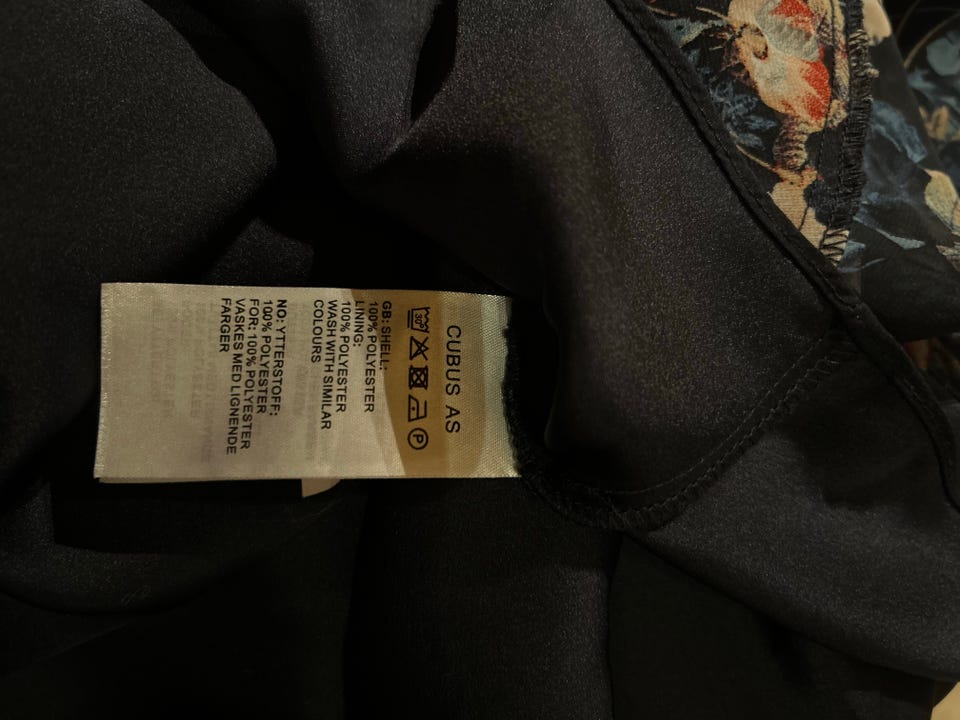 CUBUS AS
30° P
GB: SHELL:
100% POLYESTER
LINING:
100% POLYESTER
WASH WITH SIMILAR
COLOURS
NO: YTTERSTOFF:
100% POLYESTER
FOR: 100% POLYESTER
VASKES MED LIGNENDE
FARGER